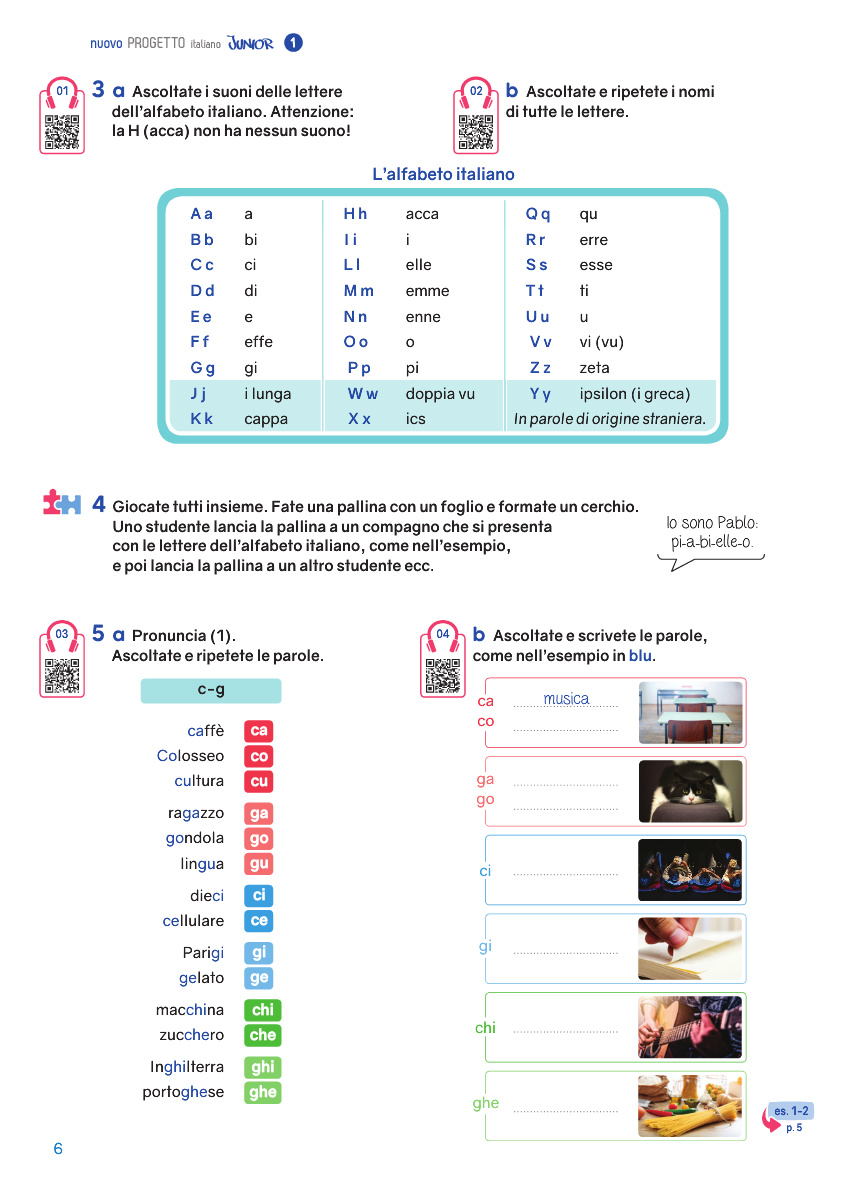 nuovo PROGETTO italiano JUNIOR 1
01
3 a Ascoltate i suoni delle lettere
dell'alfabeto italiano. Attenzione:
la H (acca) non ha nessun suono!
02
b Ascoltate e ripetete i nomi
di tutte le lettere.
L'alfabeto italiano
A a a
B b bi
C c ci
D d di
E e e
F f effe
G g gi
J j i lunga
K k cappa
H h acca
I i i
L l elle
M m emme
N n enne
O o o
P p pi
W w doppia vu
X x ics
Q q qu
R r erre
S s esse
T t ti
U u u
V v vi (vu)
Z z zeta
Y y ipsilon (i greca)
In parole di origine straniera.
4 Giocate tutti insieme. Fate una pallina con un foglio e formate un cerchio.
Uno studente lancia la pallina a un compagno che si presenta
con le lettere dell'alfabeto italiano, come nell'esempio,
e poi lancia la pallina a un altro studente ecc.
Io sono Pablo:
pi-a-bi-elle-o.
03
5 a Pronuncia (1).
Ascoltate e ripetete le parole.
c-g
caffè ca
Colosseo co
cultura cu
ragazzo ga
gondola go
lingua gu
dieci ci
cellulare ce
Parigi gi
gelato ge
macchina chi
zucchero che
Inghilterra ghi
portoghese ghe
04
b Ascoltate e scrivete le parole,
come nell'esempio in blu.
ca musica
co
ga
go
ci
gi
chi
ghe
es. 1-2
p. 5
6